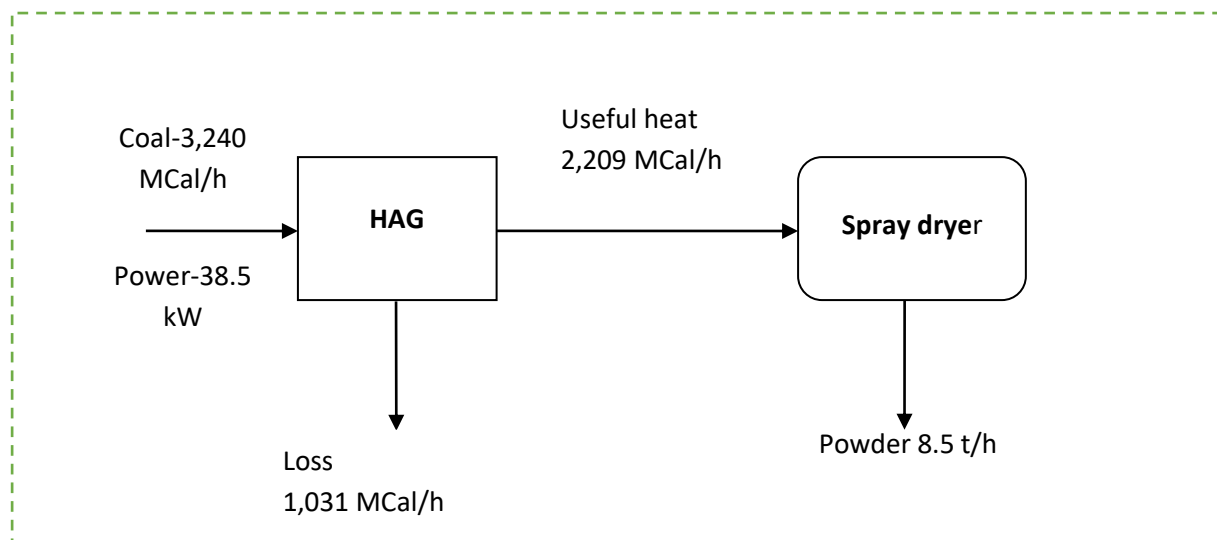 Coal-3,240
MCal/h
Power-38.5
kW
HAG
Useful heat
2,209 MCal/h
Spray dryer
Loss
1,031 MCal/h
Powder 8.5 t/h